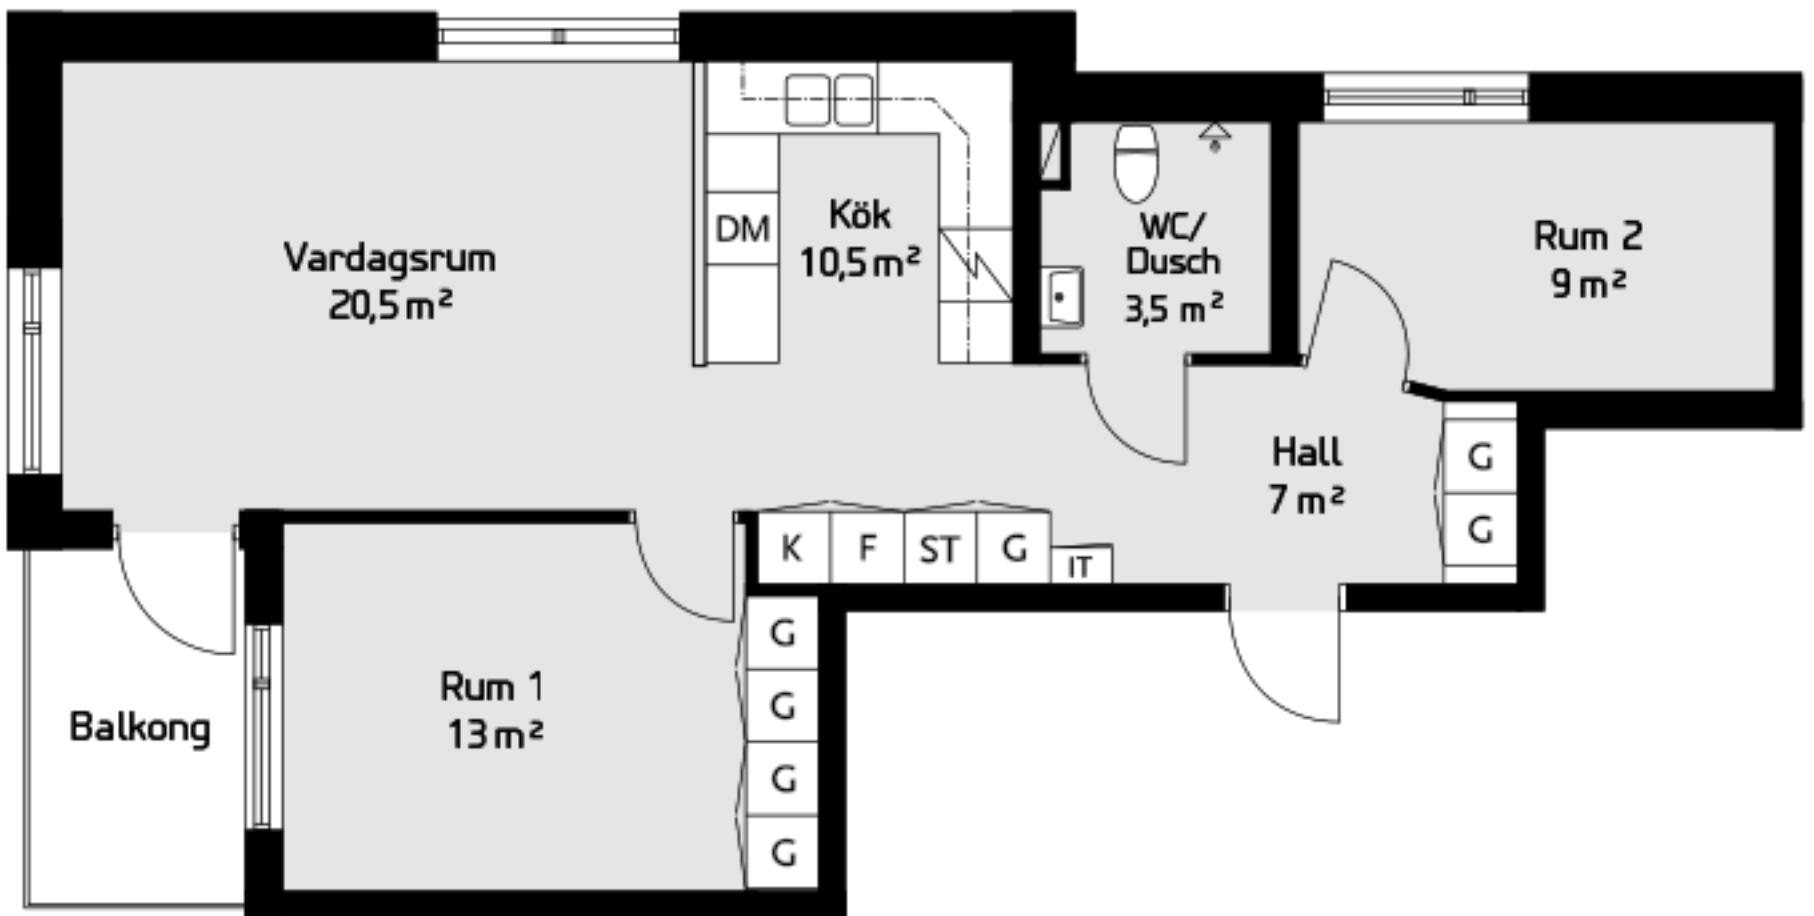 Vardagsrum
20,5 m²
DM
Kök
10,5 m²
WC/
Dusch
3,5 m²
Rum 2
9 m²
Hall
7 m²
G
G
K
F
ST
G
IT
G
G
G
G
Rum 1
13 m²
Balkong